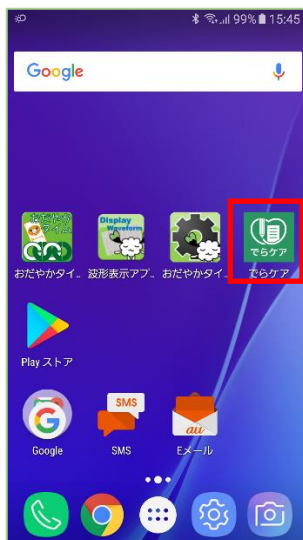 99% 15:45
Google
おだやか
タイム
Display
Waveform
でらケア
おだやかタイ.. 波形表示アプ.. おだやかタイ.. でらケア
Play ストア
SMS
au
Google SMS Eメール